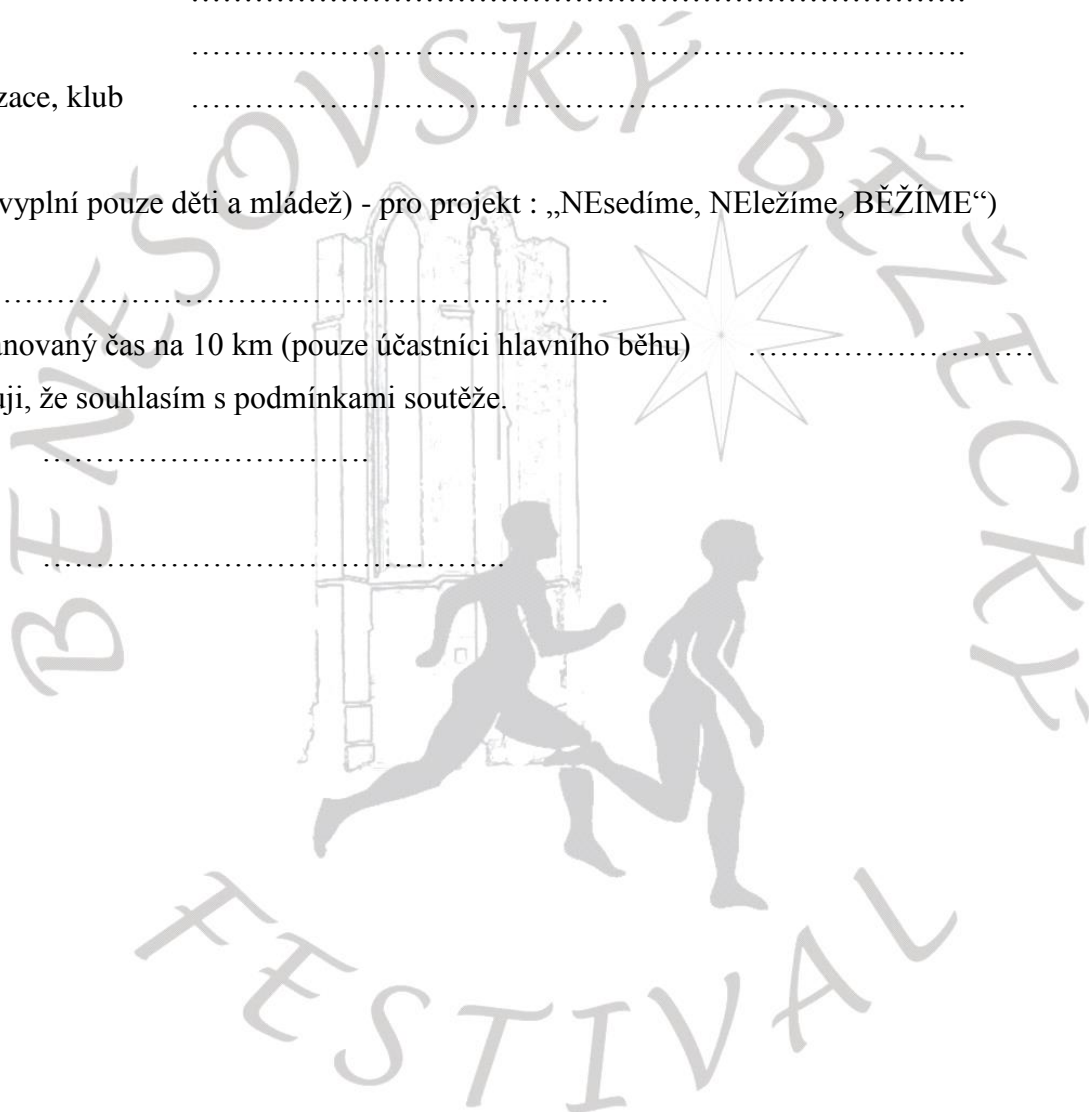 …………………………………………………………………….
…………………………………………………………………….
zace, klub …………………………………………………………………….
vyplní pouze děti a mládež) - pro projekt : „NEsedíme, NEležíme, BĚŽÍME“)
……………………………………………………
novaný čas na 10 km (pouze účastníci hlavního běhu) ………………………
uji, že souhlasím s podmínkami soutěže.
………………………….
……………………………………..
BENEŠOVSKÝ BĚŽECKÝ
FESTIVAL